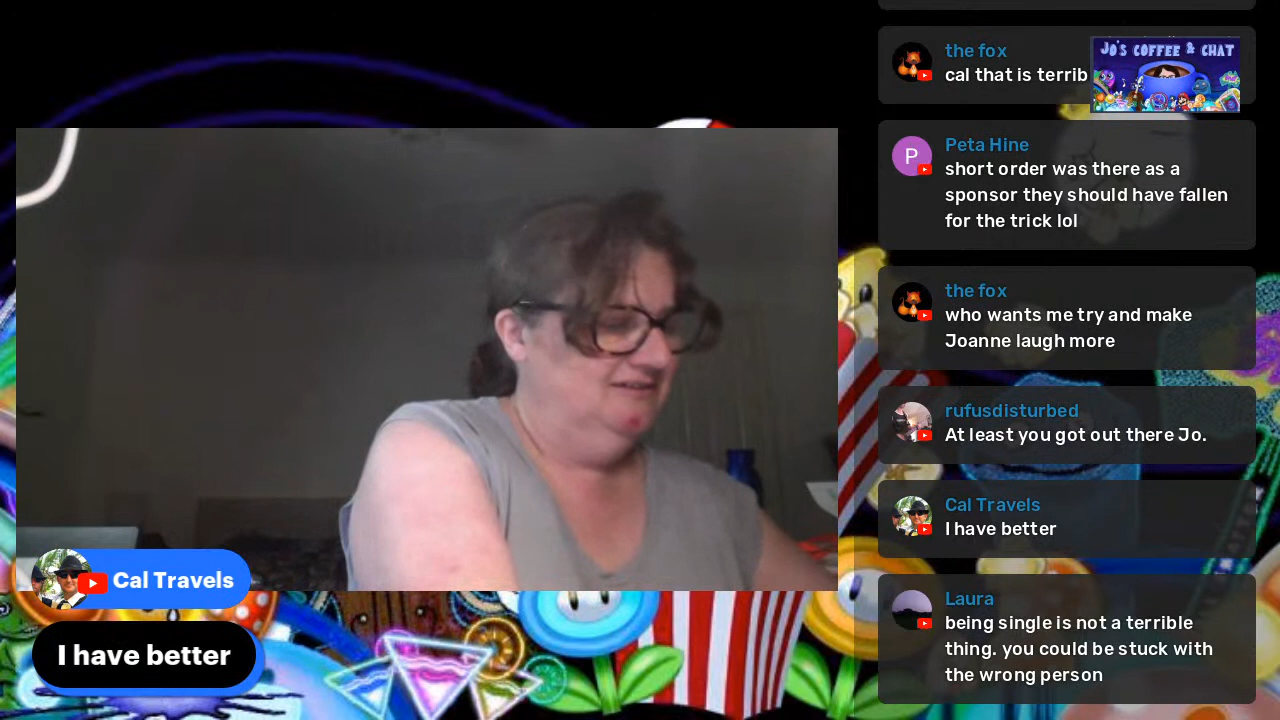 the fox
cal that is terrib
JO'S COFFEE & CHAT
Peta Hine
short order was there as a
sponsor they should have fallen
for the trick lol
the fox
who wants me try and make
Joanne laugh more
rufusdisturbed
At least you got out there Jo.
Cal Travels
I have better
Laura
being single is not a terrible
thing. you could be stuck with
the wrong person
P
Cal Travels
I have better